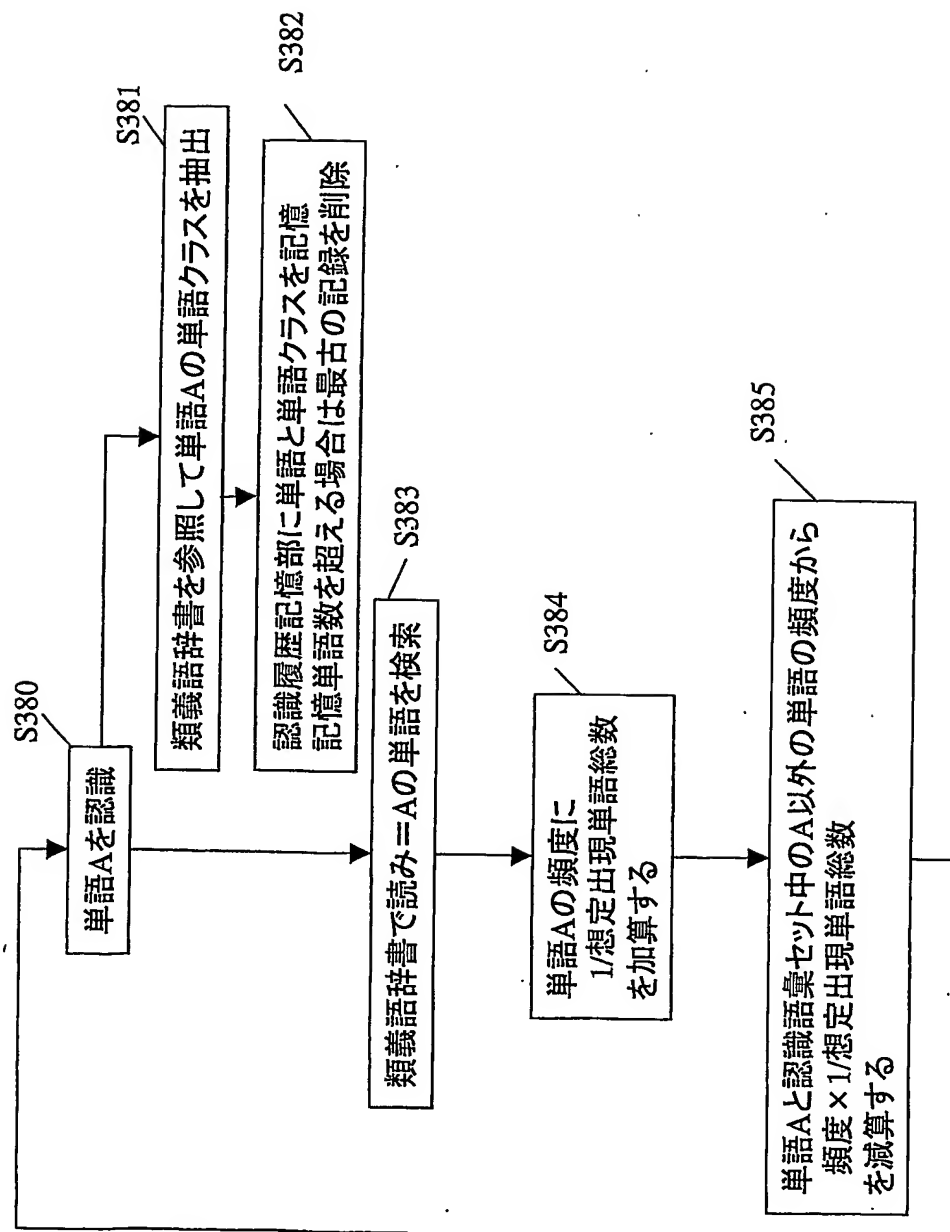 S380
単語Aを認識
S381
類義語辞書を参照して単語Aの単語クラスを抽出
S382
認識履歴記憶部に単語と単語クラスを記憶
記憶単語数を超える場合は最古の記録を削除
S383
類義語辞書で読み=Aの単語を検索
S384
単語Aの頻度に
1/想定出現単語総数
を加算する
S385
単語Aと認識語彙セット中のA以外の単語の頻度から
頻度×1/想定出現単語総数
を減算する